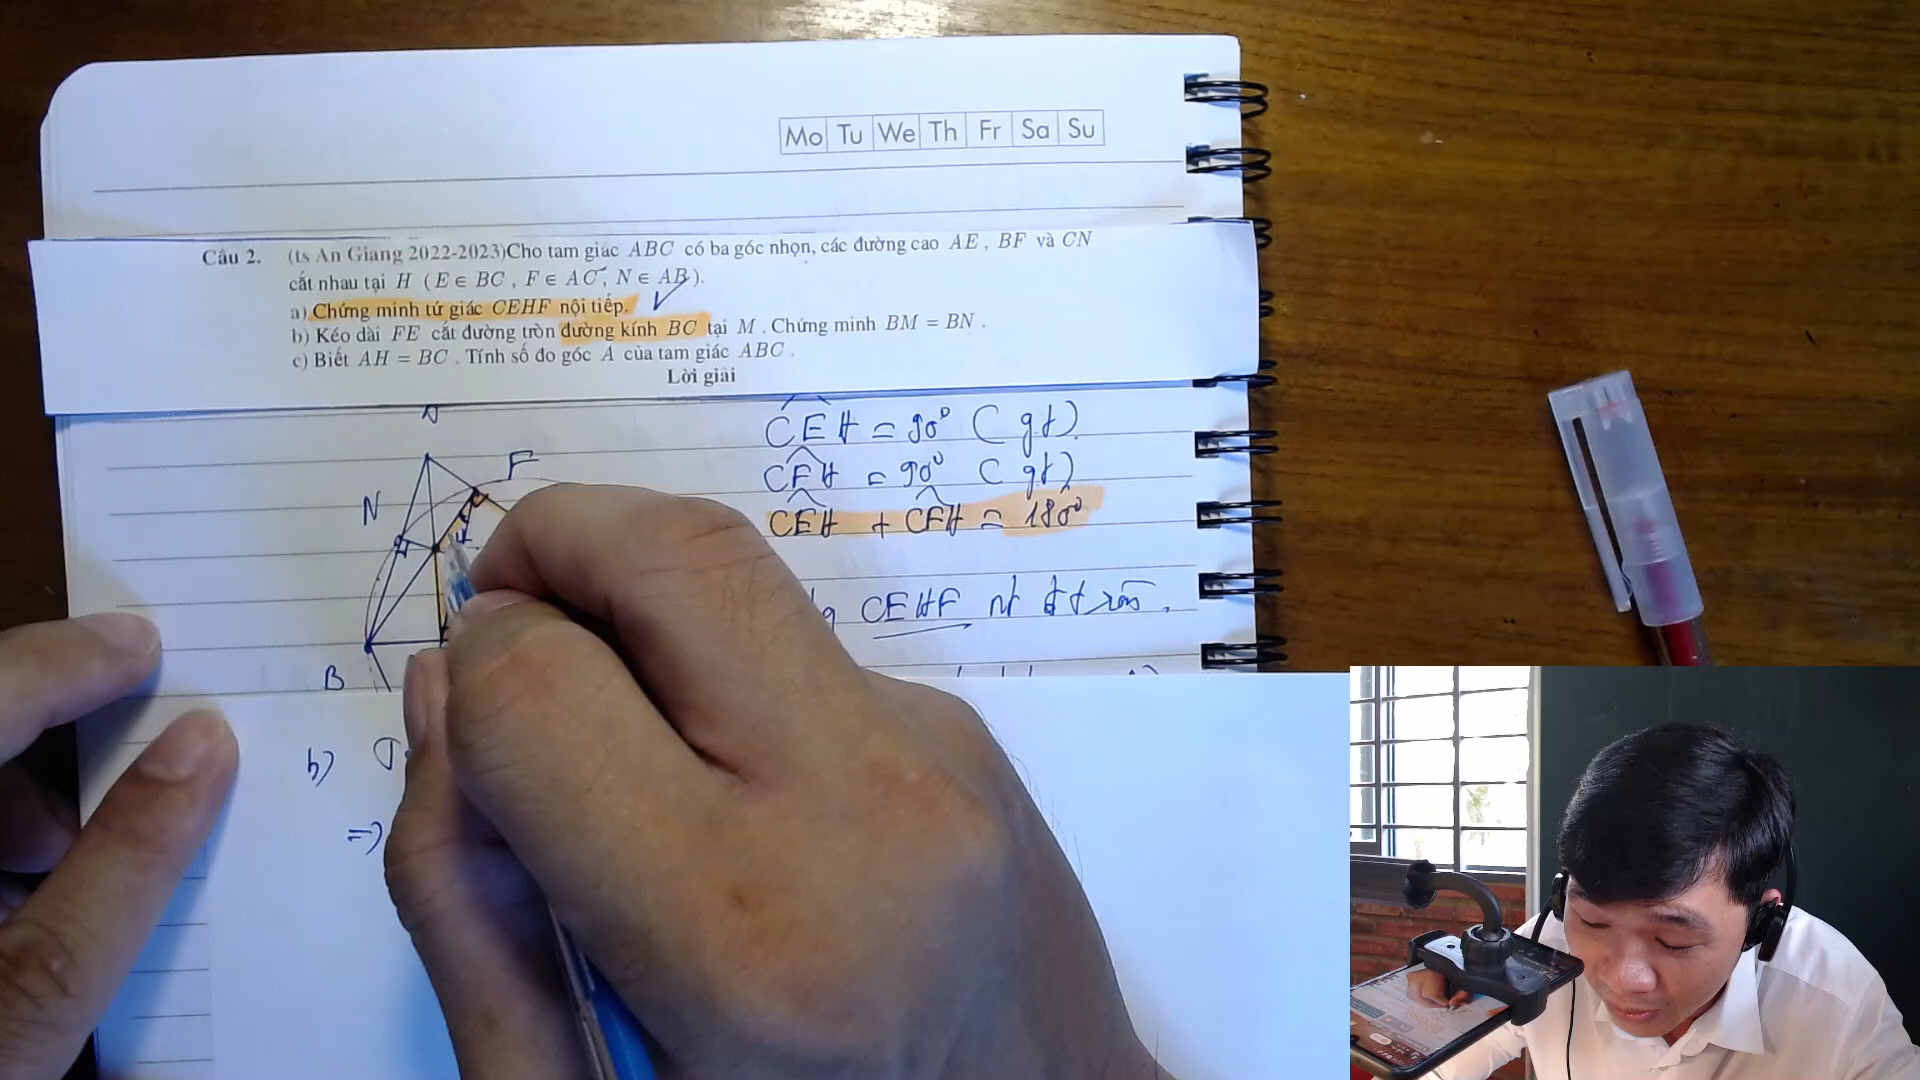 Mo Tu We Th Fr Sa Su
Câu 2. (ts An Giang 2022-2023)Cho tam giác ABC có ba góc nhọn, các đường cao AE , BF và CN
cắt nhau tại H ( E ∈ BC , F ∈ AC , N ∈ AB ).
a) Chứng minh tứ giác CEHF nội tiếp.
b) Kéo dài FE cắt đường tròn đường kính BC tại M . Chứng minh BM = BN .
c) Biết AH = BC . Tính số đo góc A của tam giác ABC .
Lời giải
CEH = 90° ( gt)
F
CFH = 90° ( gt)
N
CEH + CFH = 180°
CEHF nt đt tròn.
B
b)
=>